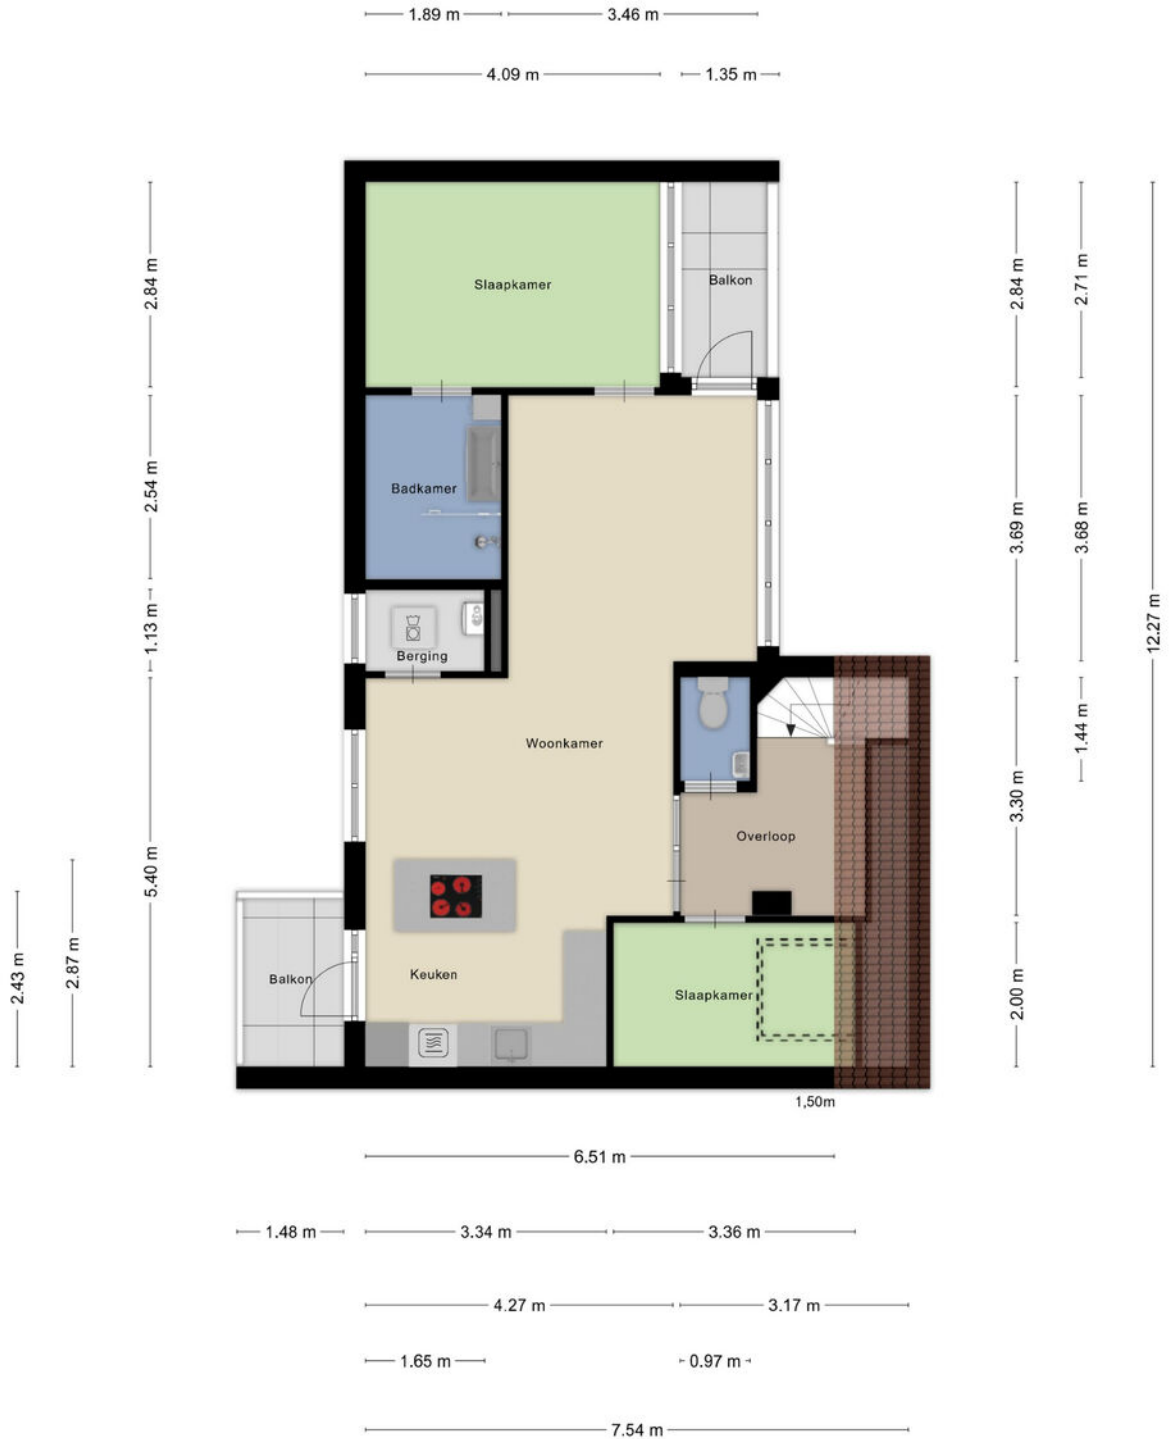 1.89 m
3.46 m
4.09 m
1.35 m
2.84 m
2.54 m
1.13 m
5.40 m
2.87 m
2.43 m
Slaapkamer
Balkon
Badkamer
Berging
Woonkamer
Overloop
Keuken
Balkon
Slaapkamer
2.84 m
2.71 m
3.69 m
3.68 m
12.27 m
1.44 m
3.30 m
2.00 m
1,50m
6.51 m
1.48 m
3.34 m
3.36 m
4.27 m
3.17 m
1.65 m
0.97 m
7.54 m